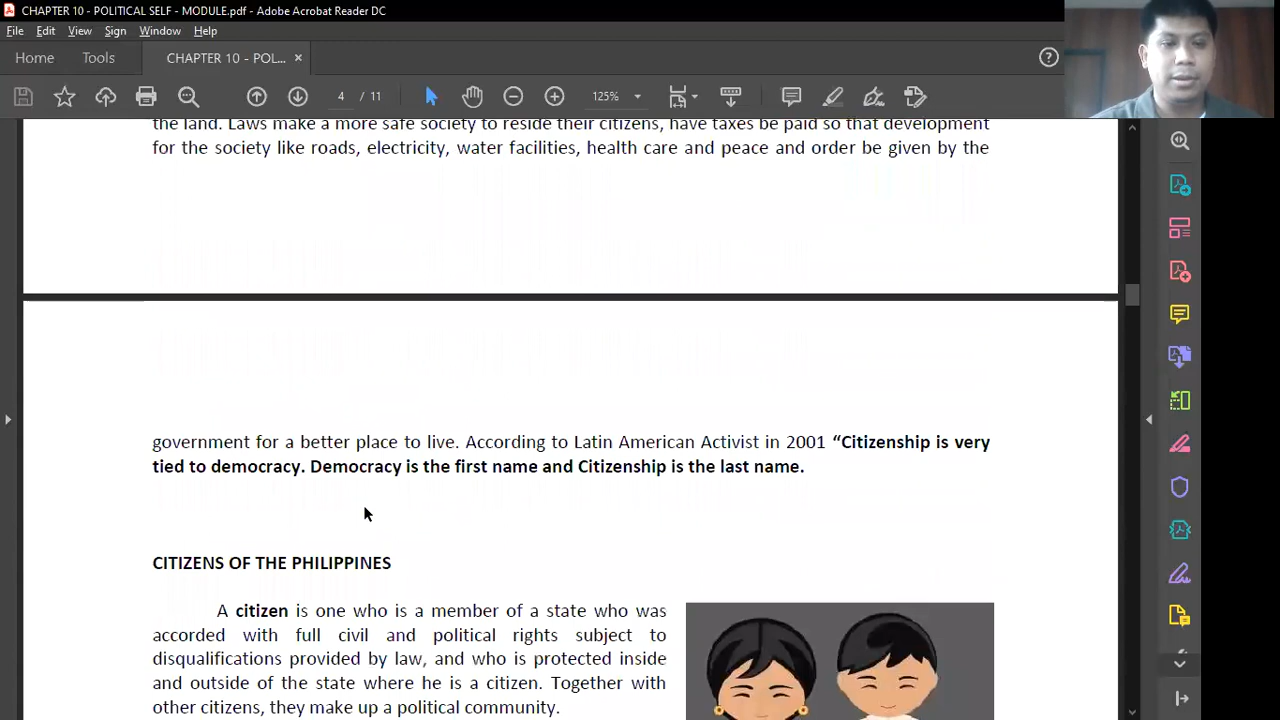 CHAPTER 10 - POLITICAL SELF - MODULE.pdf - Adobe Acrobat Reader DC
File Edit View Sign Window Help
Home Tools CHAPTER 10 - POL... ×
4 / 11 125%
the land. Laws make a more safe society to reside their citizens, have taxes be paid so that development
for the society like roads, electricity, water facilities, health care and peace and order be given by the
government for a better place to live. According to Latin American Activist in 2001 “Citizenship is very
tied to democracy. Democracy is the first name and Citizenship is the last name.
CITIZENS OF THE PHILIPPINES
A citizen is one who is a member of a state who was
accorded with full civil and political rights subject to
disqualifications provided by law, and who is protected inside
and outside of the state where he is a citizen. Together with
other citizens, they make up a political community.